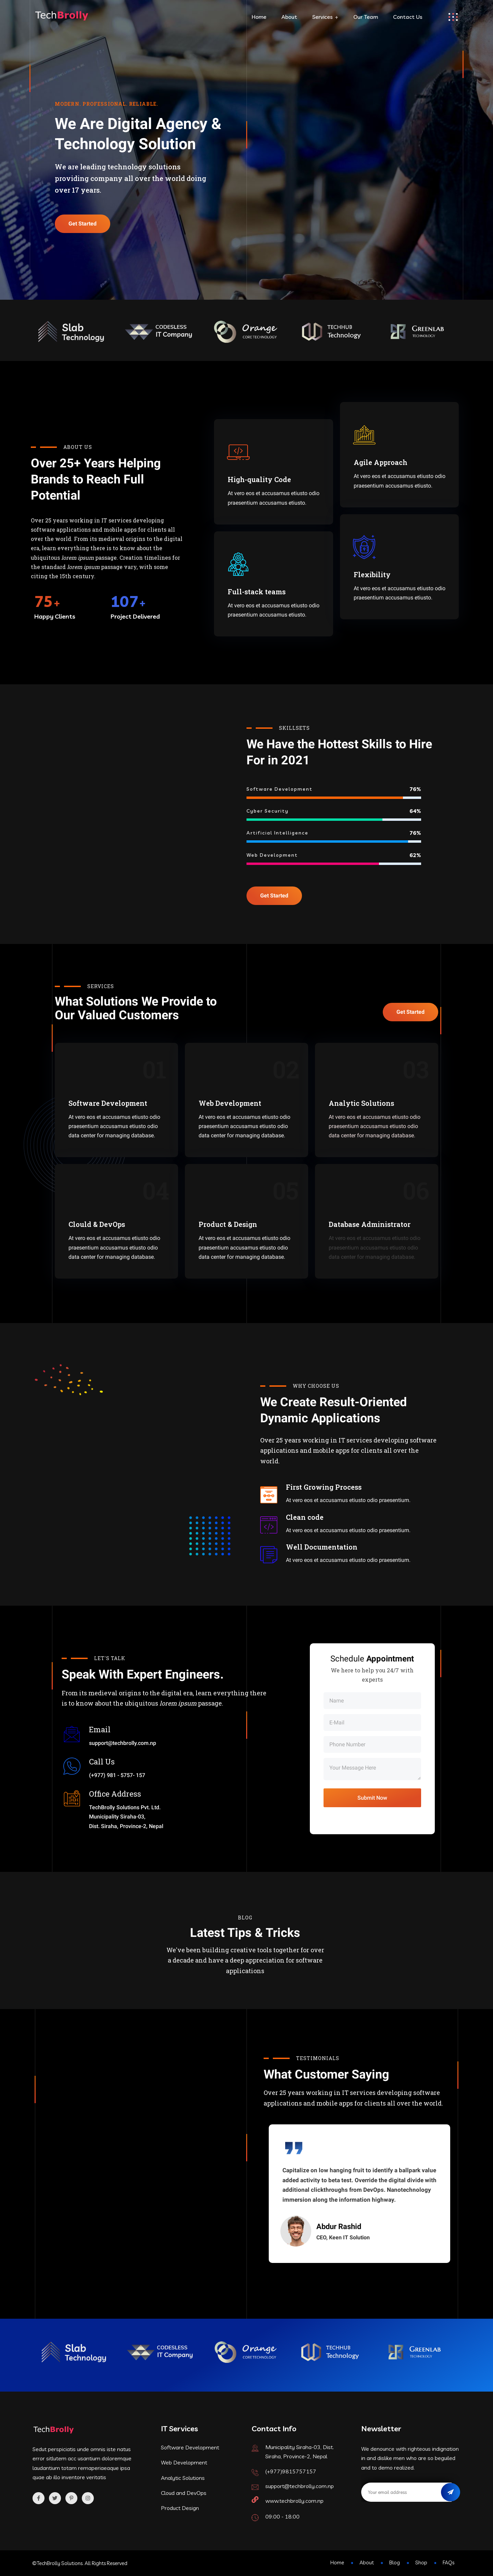 TechBrolly
Home About Services + Our Team Contact Us
MODERN. PROFESSIONAL. RELIABLE.
We Are Digital Agency &
Technology Solution
We are leading technology solutions
providing company all over the world doing
over 17 years.
Get Started
Slab Technology
CODESLESS IT Company
Orange CORE TECHNOLOGY
TECHHUB Technology
GREENLAB TECHNOLOGY
ABOUT US
Over 25+ Years Helping
Brands to Reach Full
Potential
Over 25 years working in IT services developing
software applications and mobile apps for clients all
over the world. From its medieval origins to the digital
era, learn everything there is to know about the
ubiquitous lorem ipsum passage. Creation timelines for
the standard lorem ipsum passage vary, with some
citing the 15th century.
75+
Happy Clients
107+
Project Delivered
High-quality Code
At vero eos et accusamus etiusto odio
praesentium accusamus etiusto.
Full-stack teams
At vero eos et accusamus etiusto odio
praesentium accusamus etiusto.
Agile Approach
At vero eos et accusamus etiusto odio
praesentium accusamus etiusto.
Flexibility
At vero eos et accusamus etiusto odio
praesentium accusamus etiusto.
SKILLSETS
We Have the Hottest Skills to Hire
For in 2021
Software Development 76%
Cyber Security 64%
Artificial Intelligence 76%
Web Development 62%
Get Started
SERVICES
What Solutions We Provide to
Our Valued Customers
Get Started
01
Software Development
At vero eos et accusamus etiusto odio
praesentium accusamus etiusto odio
data center for managing database.
02
Web Development
At vero eos et accusamus etiusto odio
praesentium accusamus etiusto odio
data center for managing database.
03
Analytic Solutions
At vero eos et accusamus etiusto odio
praesentium accusamus etiusto odio
data center for managing database.
04
Clould & DevOps
At vero eos et accusamus etiusto odio
praesentium accusamus etiusto odio
data center for managing database.
05
Product & Design
At vero eos et accusamus etiusto odio
praesentium accusamus etiusto odio
data center for managing database.
06
Database Administrator
At vero eos et accusamus etiusto odio
praesentium accusamus etiusto odio
data center for managing database.
WHY CHOOSE US
We Create Result-Oriented
Dynamic Applications
Over 25 years working in IT services developing software
applications and mobile apps for clients all over the
world.
First Growing Process
At vero eos et accusamus etiusto odio praesentium.
Clean code
At vero eos et accusamus etiusto odio praesentium.
Well Documentation
At vero eos et accusamus etiusto odio praesentium.
LET'S TALK
Speak With Expert Engineers.
From its medieval origins to the digital era, learn everything there
is to know about the ubiquitous lorem ipsum passage.
Email
support@techbrolly.com.np
Call Us
(+977) 981 - 5757- 157
Office Address
TechBrolly Solutions Pvt. Ltd.
Municipality Siraha-03,
Dist. Siraha, Province-2, Nepal
Schedule Appointment
We here to help you 24/7 with
experts
Name
E-Mail
Phone Number
Your Message Here
Submit Now
BLOG
Latest Tips & Tricks
We've been building creative tools together for over
a decade and have a deep appreciation for software
applications
TESTIMONIALS
What Customer Saying
Over 25 years working in IT services developing software
applications and mobile apps for clients all over the world.
Capitalize on low hanging fruit to identify a ballpark value
added activity to beta test. Override the digital divide with
additional clickthroughs from DevOps. Nanotechnology
immersion along the information highway.
Abdur Rashid
CEO, Keen IT Solution
Slab Technology
CODESLESS IT Company
Orange CORE TECHNOLOGY
TECHHUB Technology
GREENLAB TECHNOLOGY
TechBrolly
Sedut perspiciatis unde omnis iste natus
error sitluptem acc usantium doloremque
laudantium totam remaperiaeaque ipsa
quae ab illo inventore veritatis
IT Services
Software Development
Web Development
Analytic Solutions
Cloud and DevOps
Product Design
Contact Info
Municipality Siraha-03, Dist.
Siraha, Province-2, Nepal
(+977)9815757157
support@techbrolly.com.np
www.techbrolly.com.np
09:00 - 18:00
Newsletter
We denounce with righteous indignation
in and dislike men who are so beguiled
and to demo realized.
Your email address
©TechBrolly Solutions. All Rights Reserved
Home About Blog Shop FAQs